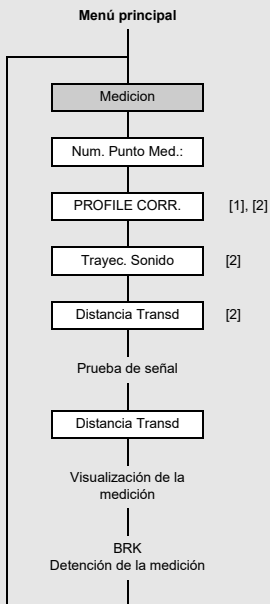 Menú principal
Medicion
Num. Punto Med.:
PROFILE CORR. [1], [2]
Trayec. Sonido [2]
Distancia Transd [2]
Prueba de señal
Distancia Transd
Visualización de la
medición
BRK
Detención de la medición